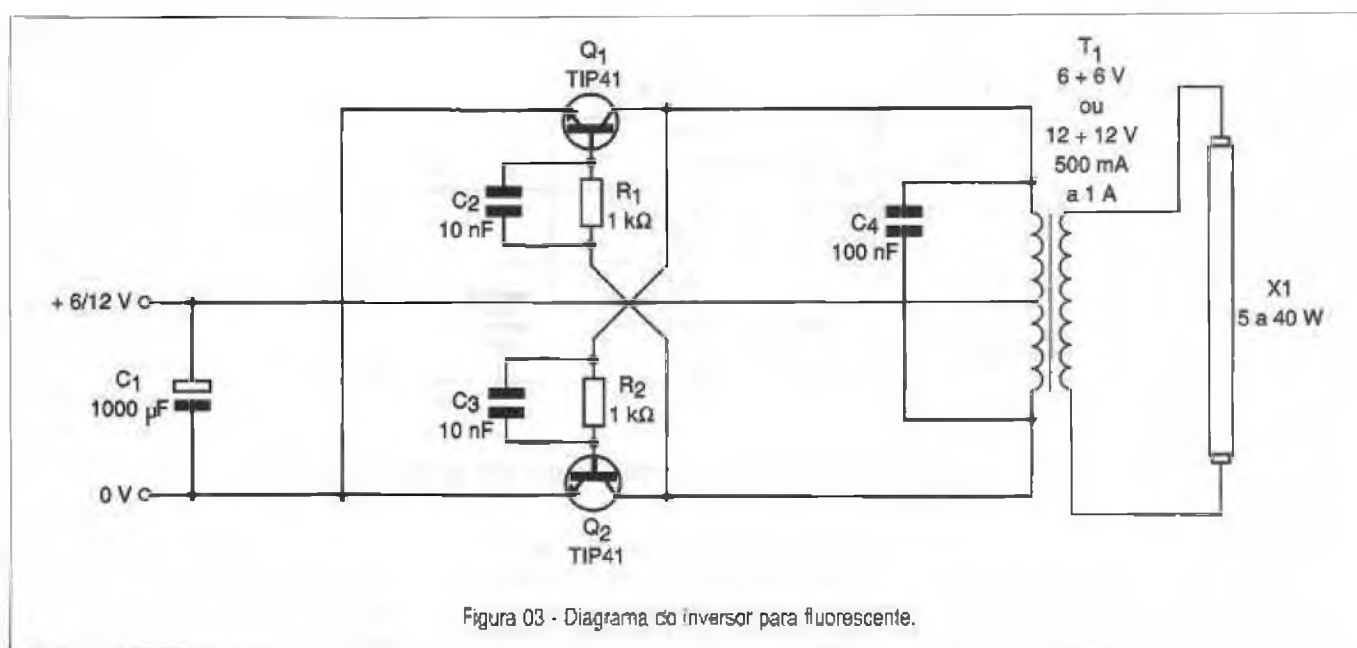 Q1
TIP41
T1
6 + 6 V
ou
12 + 12 V
500 mA
a 1 A
C2
10 nF
R1
1 kΩ
C4
100 nF
+ 6/12 V
X1
5 a 40 W
C1
1000 µF
C3
10 nF
R2
1 kΩ
0 V
Q2
TIP41
Figura 03 - Diagrama do inversor para fluorescente.